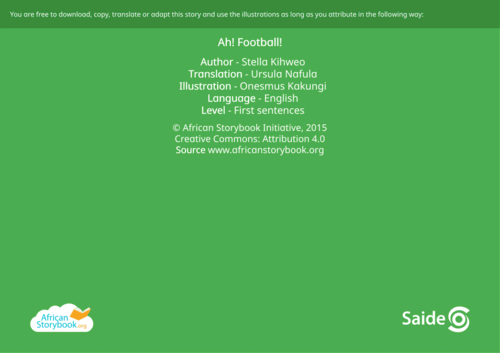 You are free to download, copy, translate or adapt this story and use the illustrations as long as you attribute in the following way:
Ah! Football!
Author - Stella Kihweo
Translation - Ursula Nafula
Illustration - Onesmus Kakungi
Language - English
Level - First sentences
© African Storybook Initiative, 2015
Creative Commons: Attribution 4.0
Source www.africanstorybook.org
African
Storybook.org
Saide